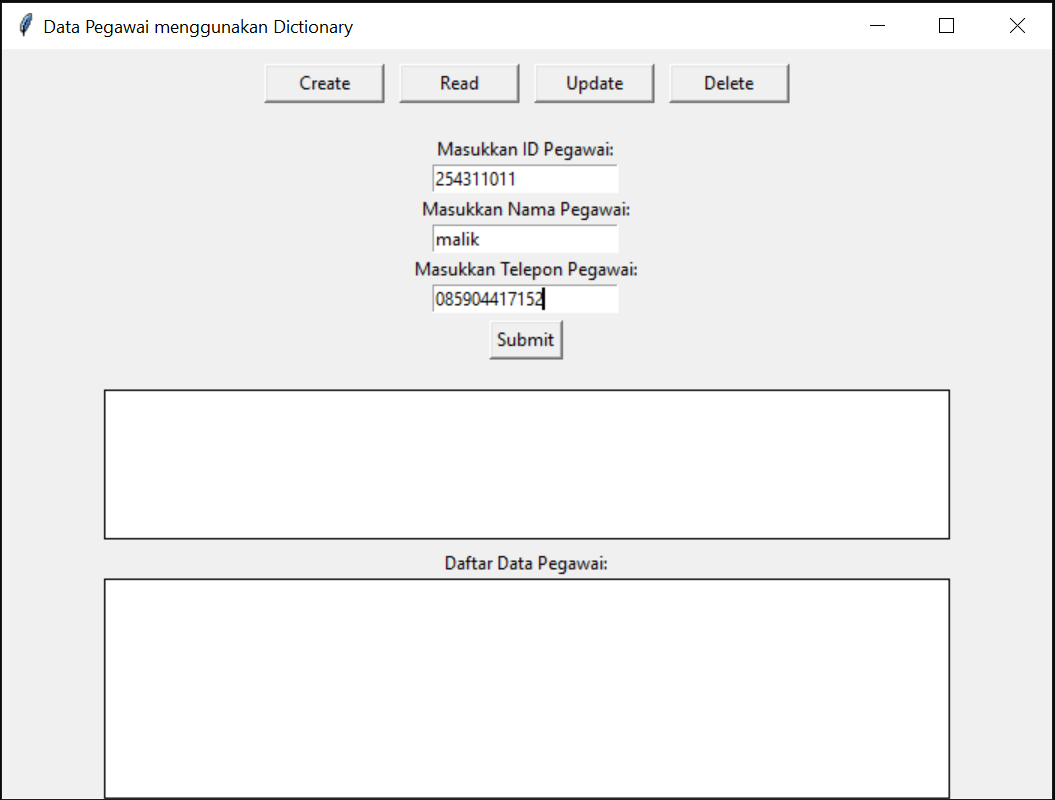 Data Pegawai menggunakan Dictionary
Create Read Update Delete
Masukkan ID Pegawai:
254311011
Masukkan Nama Pegawai:
malik
Masukkan Telepon Pegawai:
085904417152
Submit
Daftar Data Pegawai: